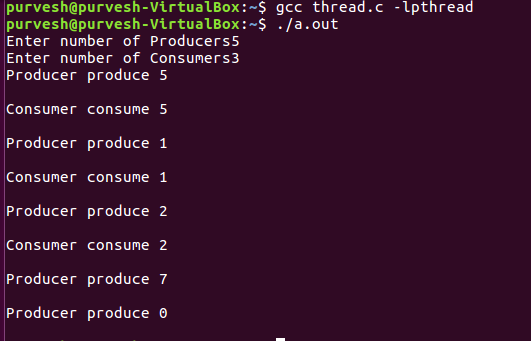 purvesh@purvesh-VirtualBox:~$ gcc thread.c -lpthread
purvesh@purvesh-VirtualBox:~$ ./a.out
Enter number of Producers5
Enter number of Consumers3
Producer produce 5
Consumer consume 5
Producer produce 1
Consumer consume 1
Producer produce 2
Consumer consume 2
Producer produce 7
Producer produce 0